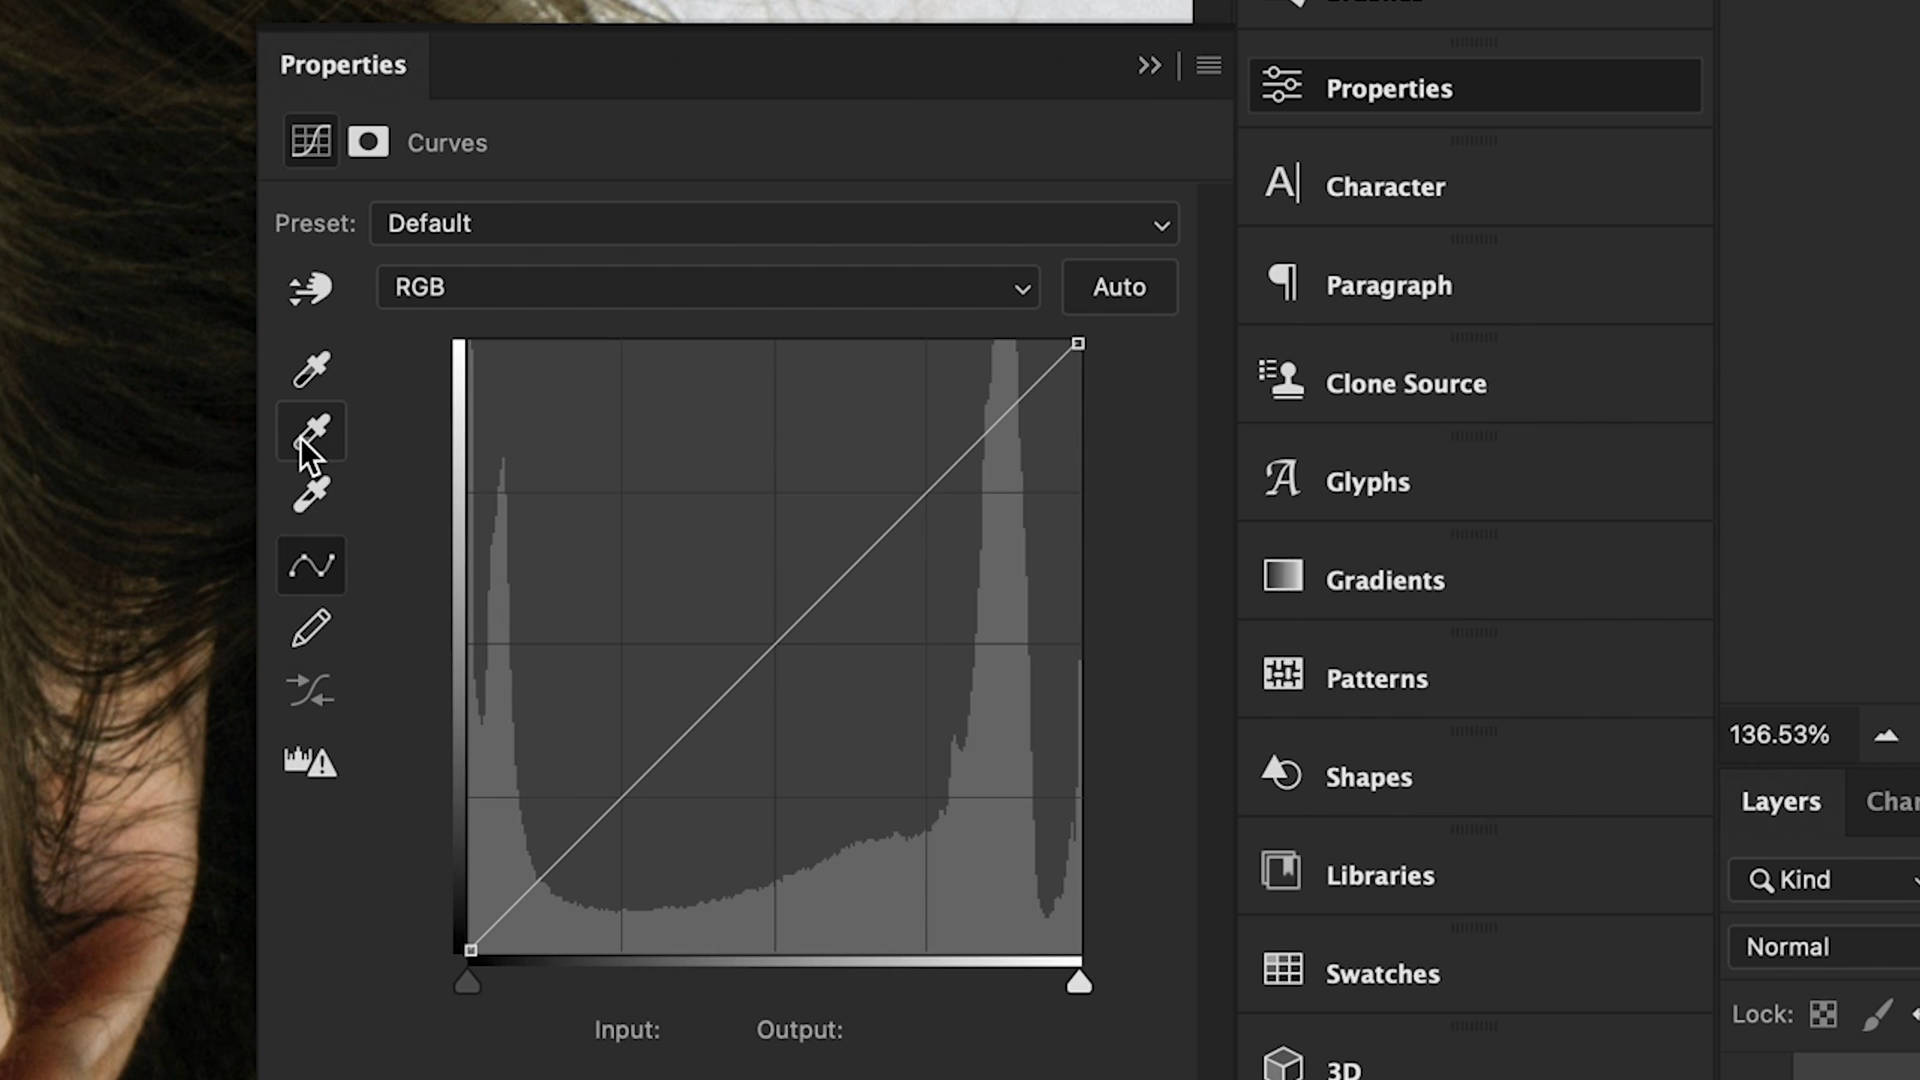 Properties
Curves
Preset: Default
RGB
Auto
Input: Output:
Properties
Character
Paragraph
Clone Source
Glyphs
Gradients
Patterns
Shapes
Libraries
Swatches
3D
136.53%
Layers
Kind
Normal
Lock: